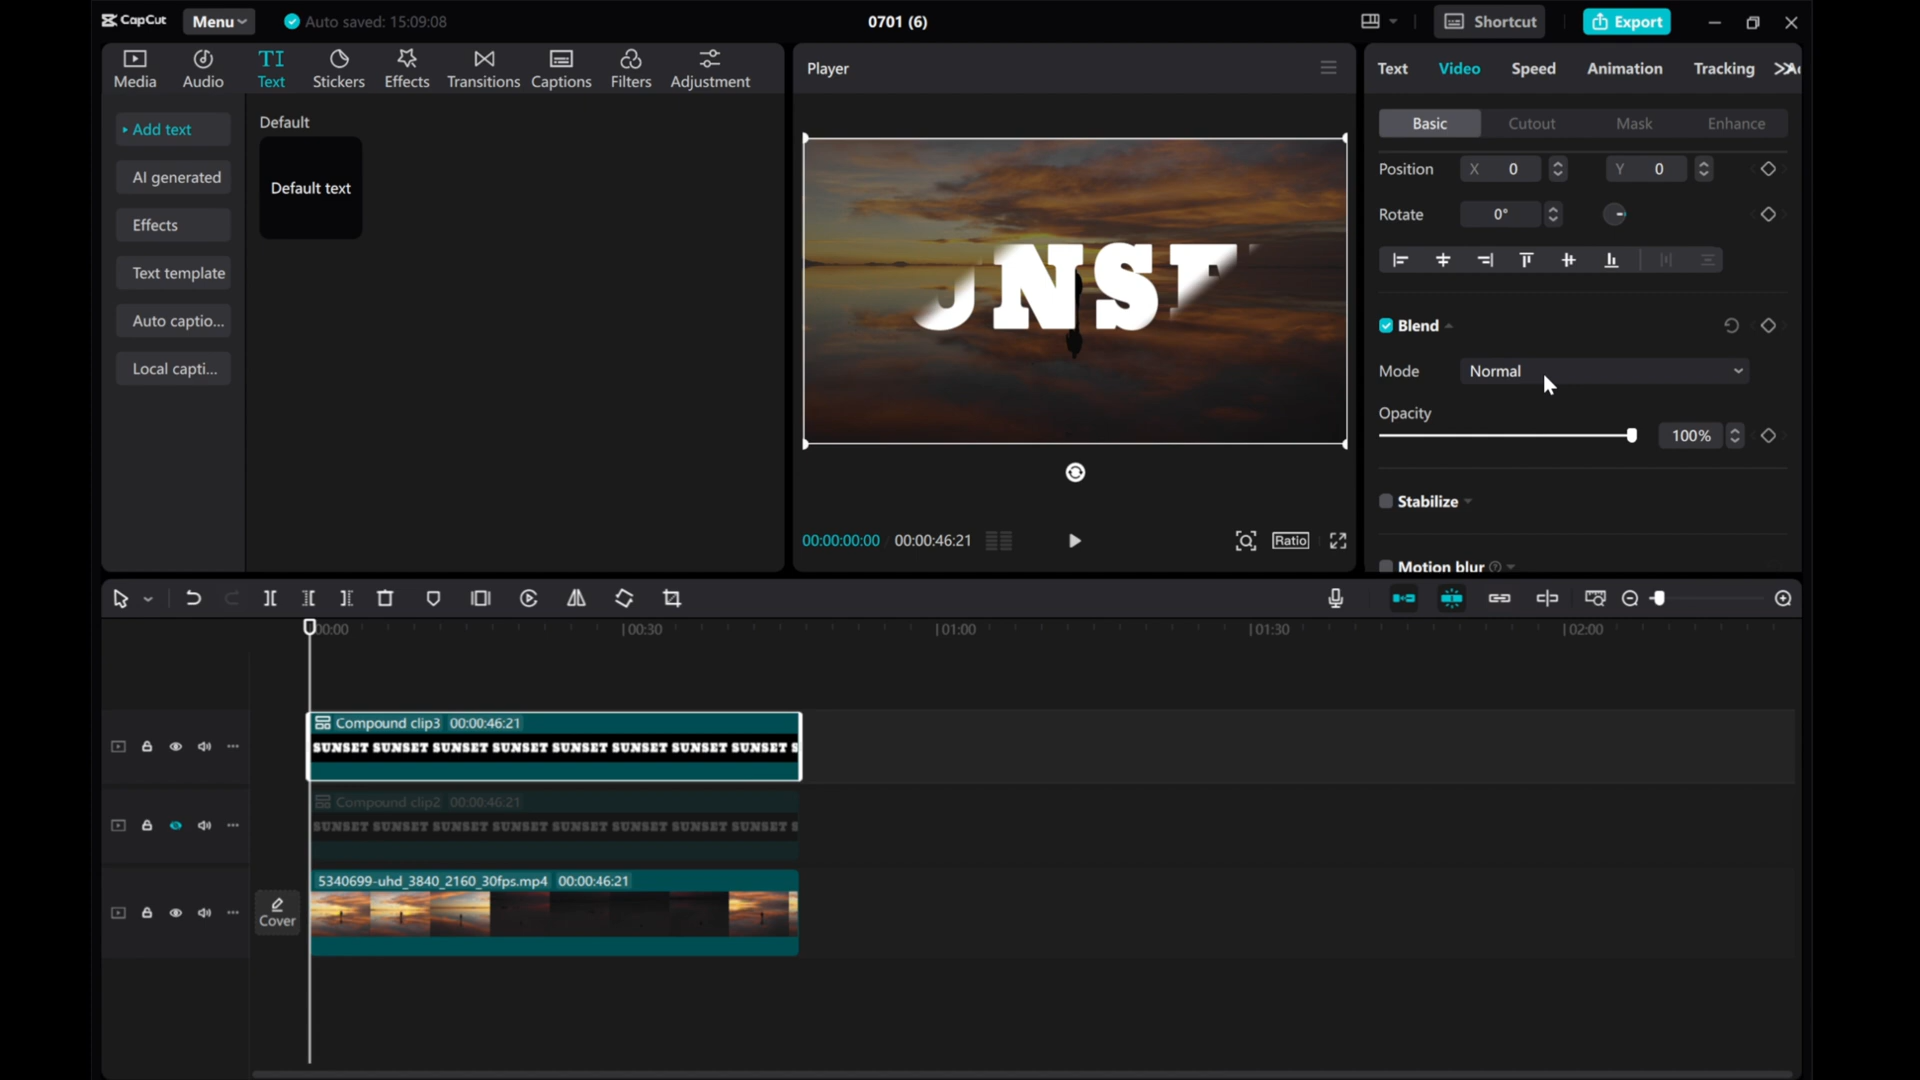 CapCut
Menu
Auto saved: 15:09:08
0701 (6)
Shortcut
Export
Media
Audio
TI
Text
Stickers
Effects
Transitions
Captions
Filters
Adjustment
Add text
AI generated
Effects
Text template
Auto captio...
Local capti...
Default
Default text
Player
UNSE
00:00:00:00
00:00:46:21
Ratio
Text
Video
Speed
Animation
Tracking
Basic
Cutout
Mask
Enhance
Position X 0 Y 0
Rotate 0°
Blend
Mode Normal
Opacity
100%
Stabilize
Motion blur
00:00
00:30
01:00
01:30
02:00
Compound clip3 00:00:46:21
SUNSET SUNSET SUNSET SUNSET SUNSET SUNSET SUNSET SUNSET S
Compound clip2 00:00:46:21
SUNSET SUNSET SUNSET SUNSET SUNSET SUNSET SUNSET SUNSET S
Cover
5340699-uhd_3840_2160_30fps.mp4 00:00:46:21